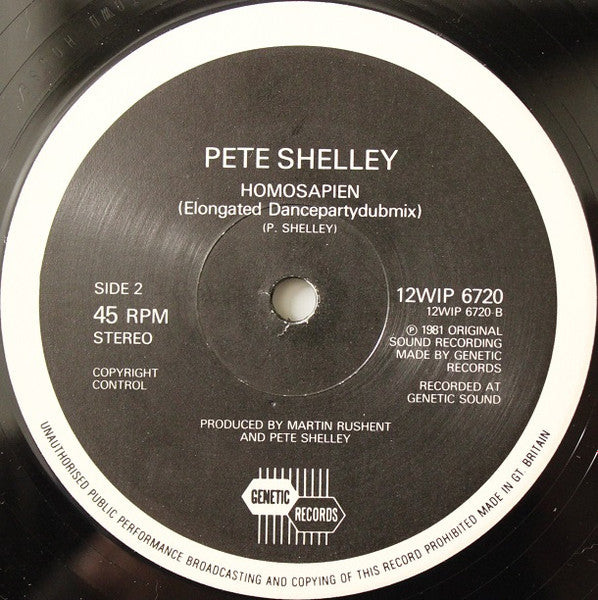 PETE SHELLEY
HOMOSAPIEN
(Elongated Dancepartydubmix)
(P. SHELLEY)
SIDE 2
45 RPM
STEREO
COPYRIGHT
CONTROL
12WIP 6720
12WIP 6720-B
Ⓟ 1981 ORIGINAL
SOUND RECORDING
MADE BY GENETIC
RECORDS
RECORDED AT
GENETIC SOUND
PRODUCED BY MARTIN RUSHENT
AND PETE SHELLEY
GENETIC
RECORDS
UNAUTHORISED PUBLIC PERFORMANCE BROADCASTING AND COPYING OF THIS RECORD PROHIBITED MADE IN GT. BRITAIN